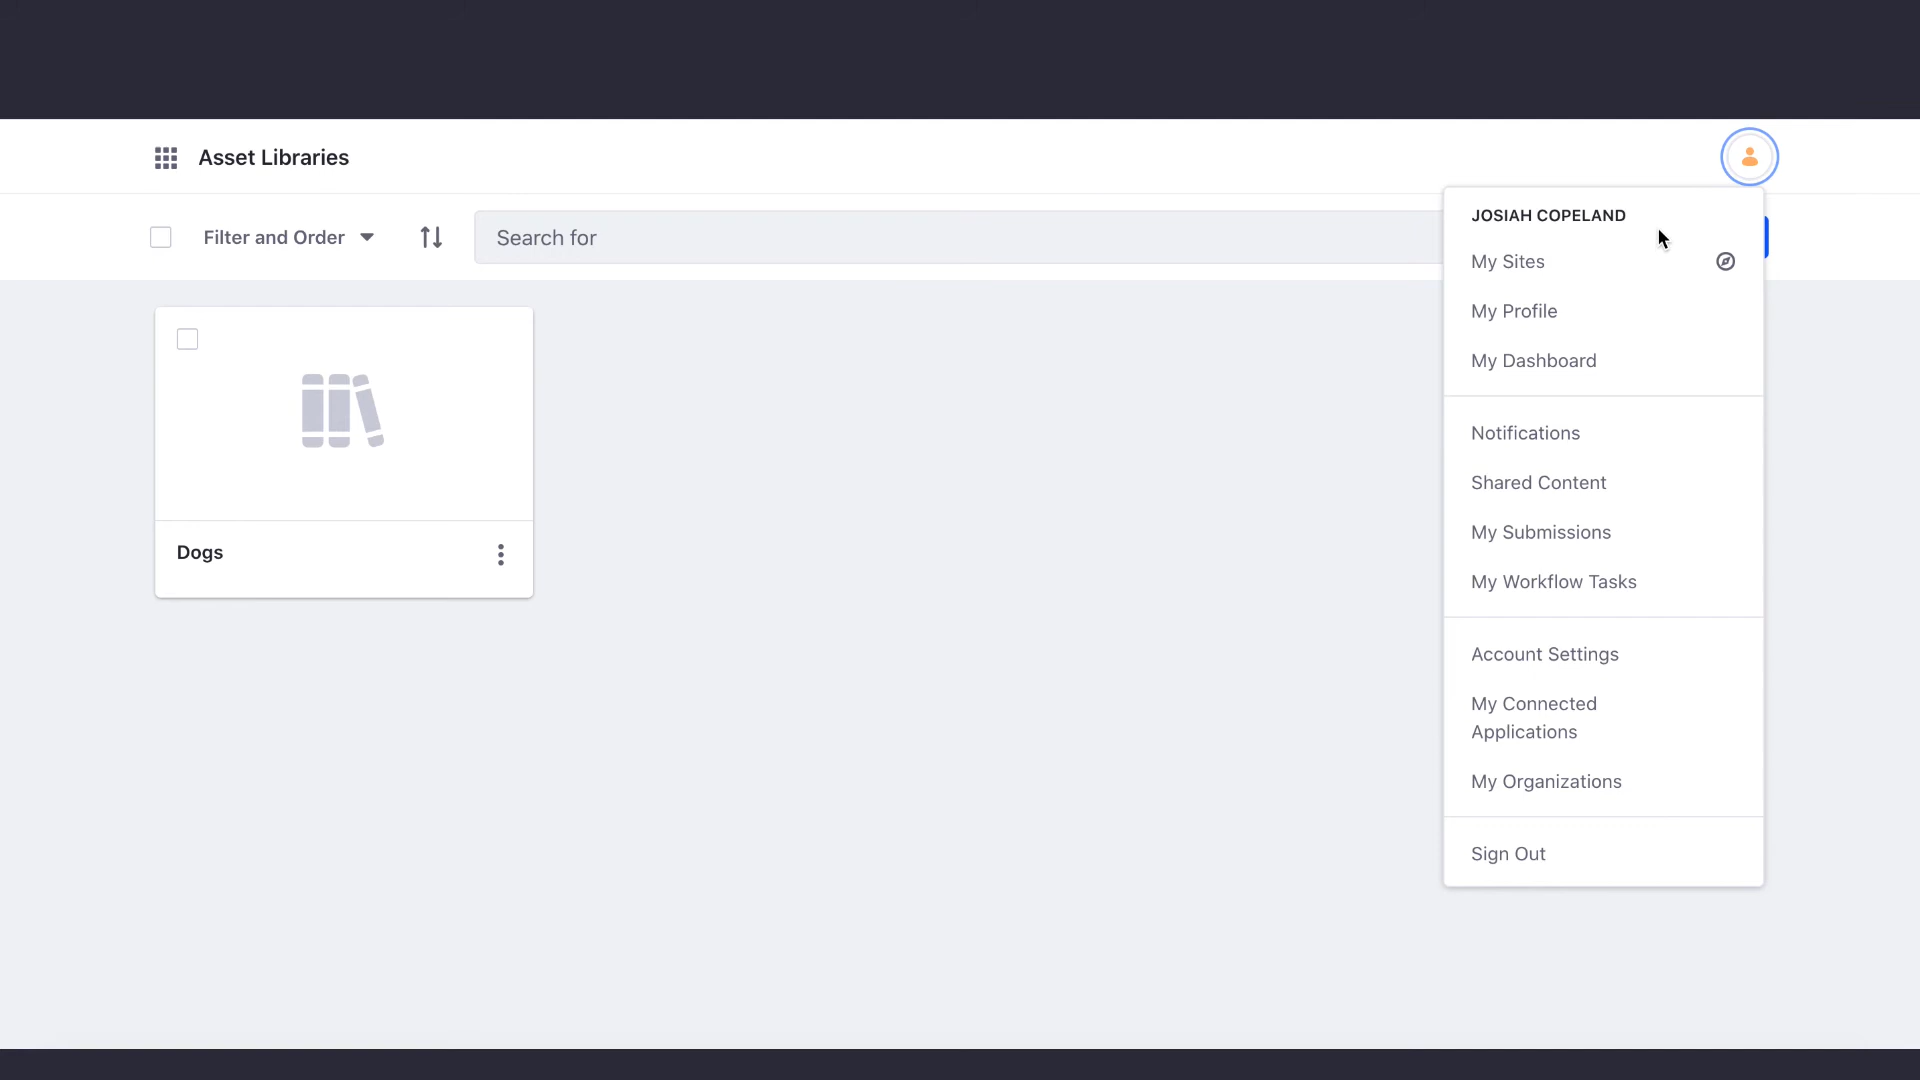 Asset Libraries
Filter and Order
Search for
Dogs
JOSIAH COPELAND
My Sites
My Profile
My Dashboard
Notifications
Shared Content
My Submissions
My Workflow Tasks
Account Settings
My Connected
Applications
My Organizations
Sign Out